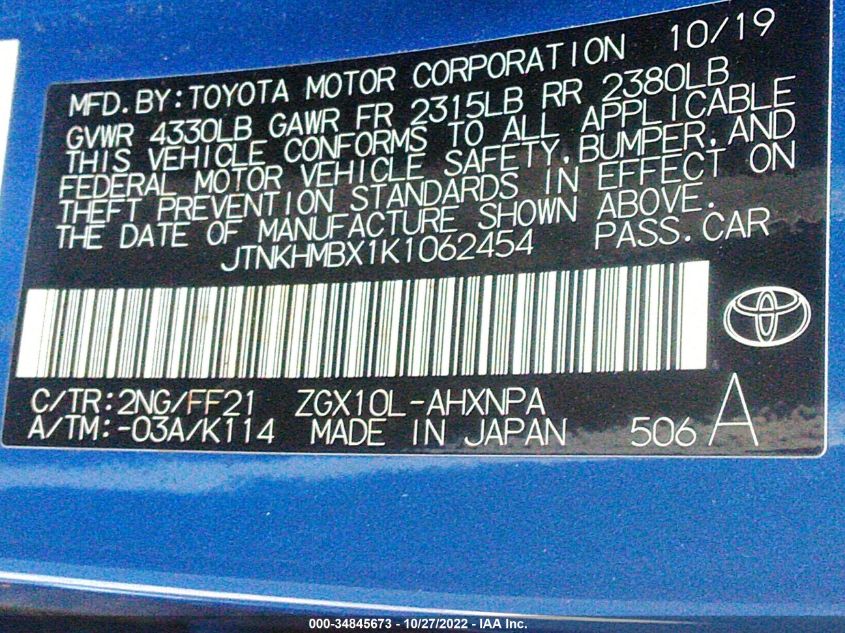 MFD. BY: TOYOTA MOTOR CORPORATION 10/19
GVWR 4330LB GAWR FR 2315LB RR 2380LB
THIS VEHICLE CONFORMS TO ALL APPLICABLE
FEDERAL MOTOR VEHICLE SAFETY, BUMPER, AND
THEFT PREVENTION STANDARDS IN EFFECT ON
THE DATE OF MANUFACTURE SHOWN ABOVE.
JTNKHMBX1K1062454 PASS. CAR
C/TR: 2NG/FF21 ZGX10L-AHXNPA
A/TM: -03A/K114 MADE IN JAPAN 506 A
000-34845673 - 10/27/2022 - IAA Inc.